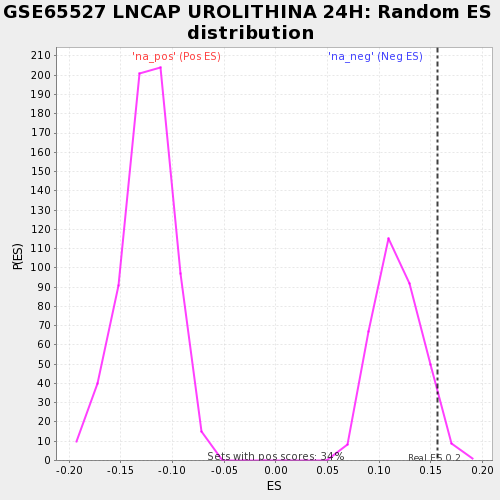 GSE65527 LNCAP UROLITHINA 24H: Random ES
distribution
'na_pos' (Pos ES)
'na_neg' (Neg ES)
P(ES)
210
200
190
180
170
160
150
140
130
120
110
100
90
80
70
60
50
40
30
20
10
0
Sets with pos scores: 34%
Real ES 0.2
-0.20 -0.15 -0.10 -0.05 0.00 0.05 0.10 0.15 0.20
ES